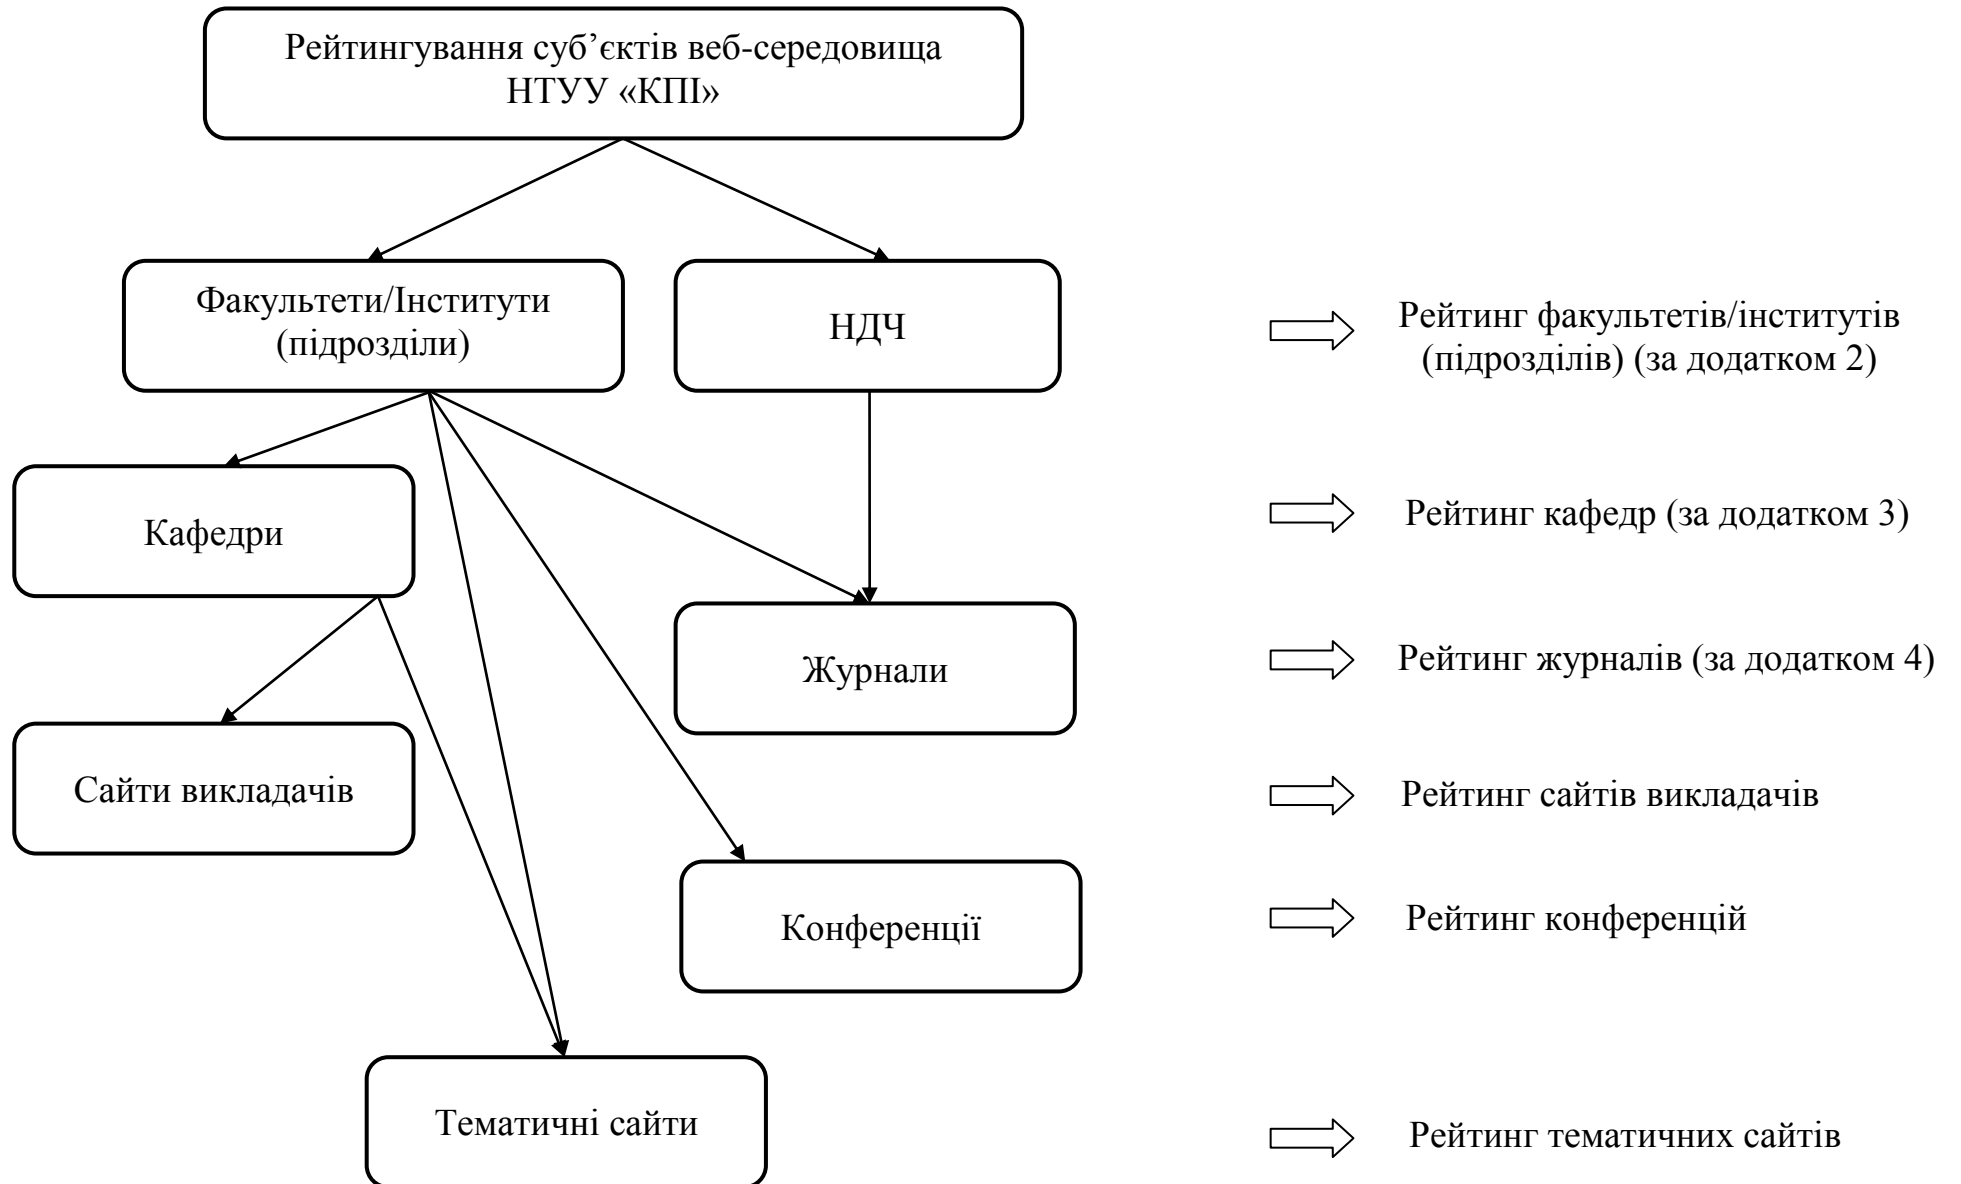 Рейтингування суб’єктів веб-середовища
НТУУ «КПІ»
Факультети/Інститути
(підрозділи)
НДЧ
Рейтинг факультетів/інститутів
(підрозділів) (за додатком 2)
Кафедри
Рейтинг кафедр (за додатком 3)
Журнали
Рейтинг журналів (за додатком 4)
Сайти викладачів
Рейтинг сайтів викладачів
Конференції
Рейтинг конференцій
Тематичні сайти
Рейтинг тематичних сайтів